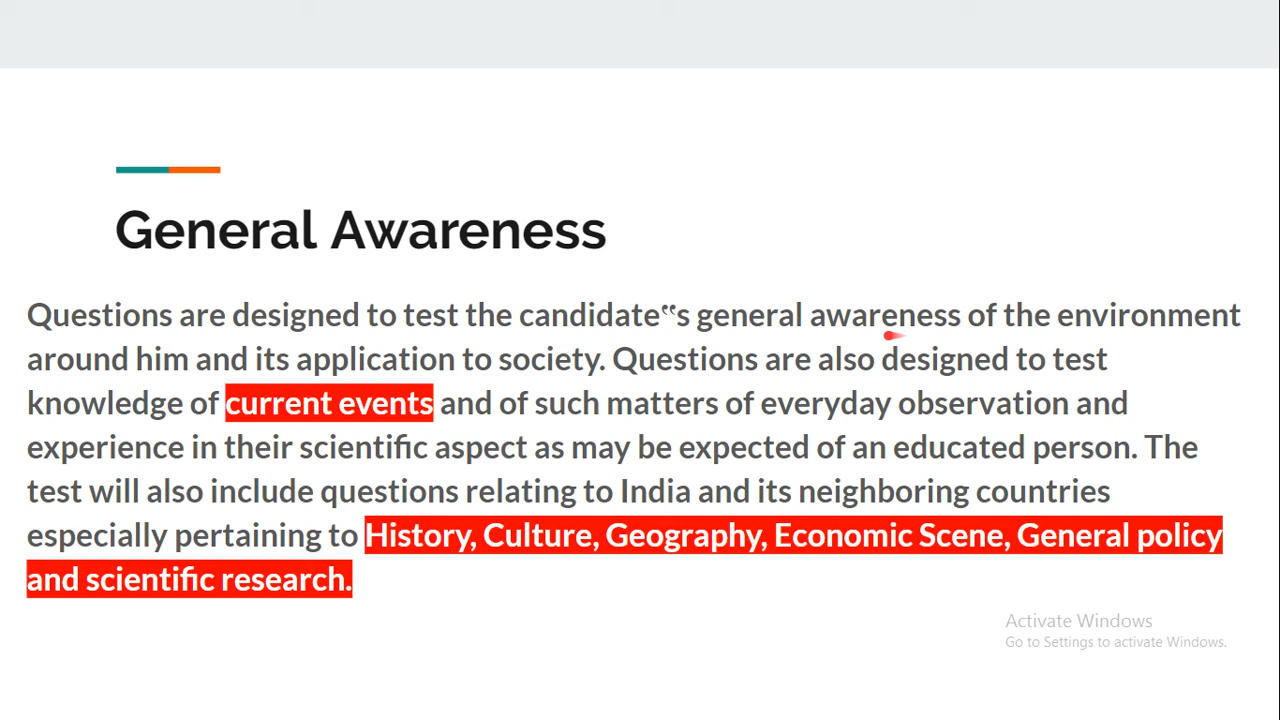 General Awareness
Questions are designed to test the candidate‟s general awareness of the environment
around him and its application to society. Questions are also designed to test
knowledge of current events and of such matters of everyday observation and
experience in their scientific aspect as may be expected of an educated person. The
test will also include questions relating to India and its neighboring countries
especially pertaining to History, Culture, Geography, Economic Scene, General policy
and scientific research.
Activate Windows
Go to Settings to activate Windows.